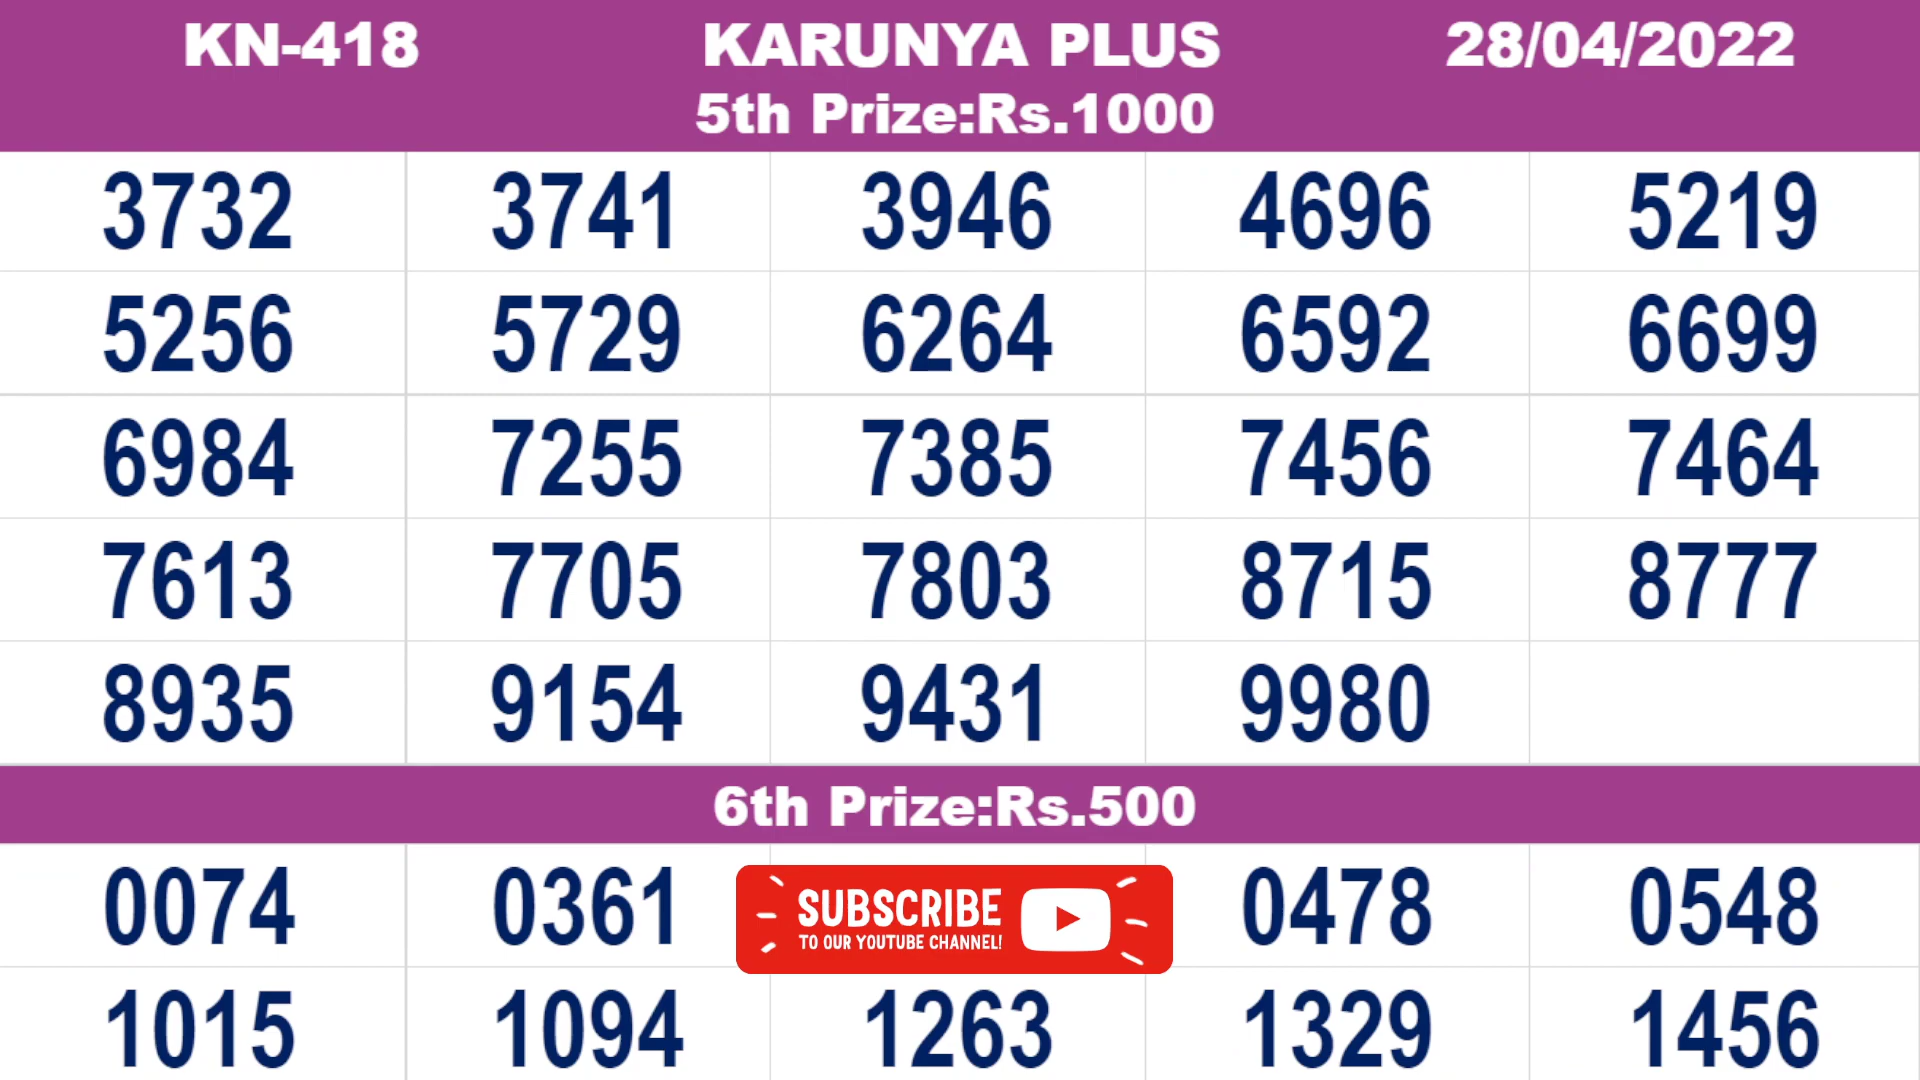 KN-418 KARUNYA PLUS 28/04/2022
5th Prize:Rs.1000
3732 3741 3946 4696 5219
5256 5729 6264 6592 6699
6984 7255 7385 7456 7464
7613 7705 7803 8715 8777
8935 9154 9431 9980
6th Prize:Rs.500
0074 0361 0478 0548
SUBSCRIBE
TO OUR YOUTUBE CHANNEL!
1015 1094 1263 1329 1456